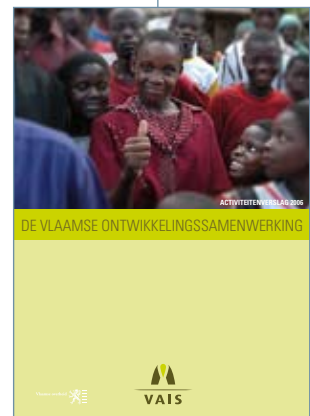 ACTIVITEITENVERSLAG 2006
DE VLAAMSE ONTWIKKELINGSSAMENWERKING
VAIS